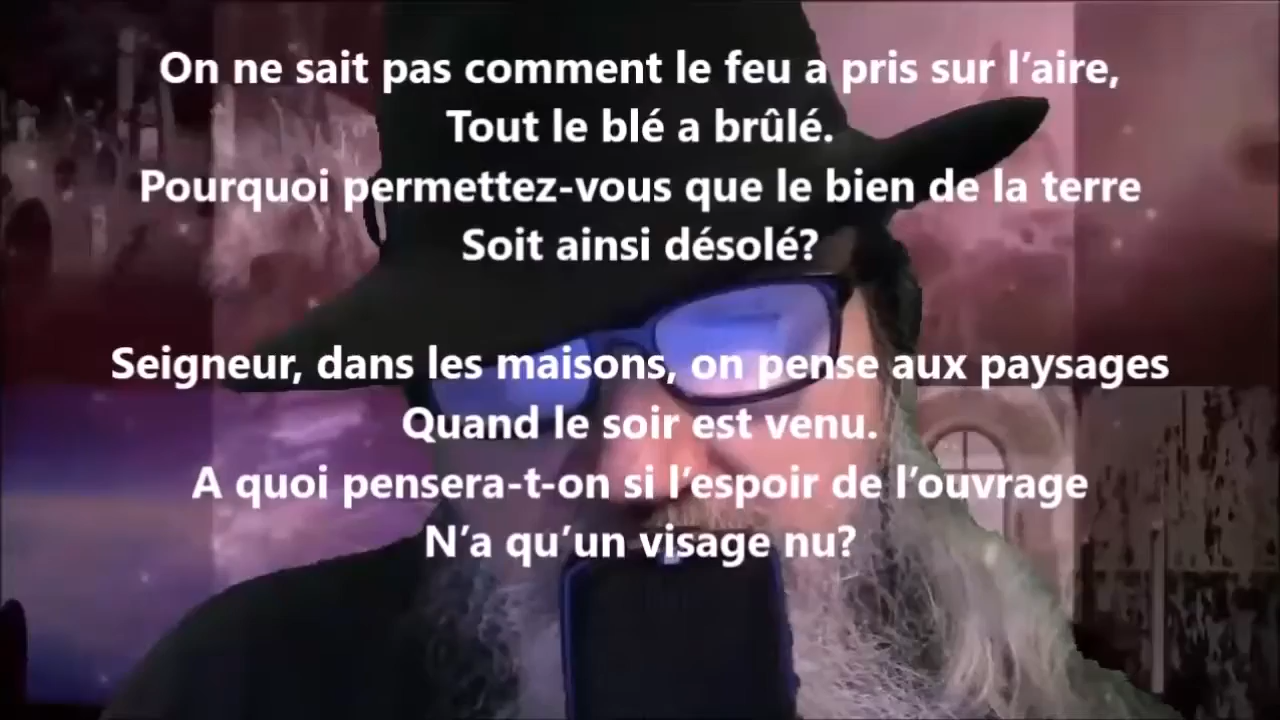 On ne sait pas comment le feu a pris sur l’aire,
Tout le blé a brûlé.
Pourquoi permettez-vous que le bien de la terre
Soit ainsi désolé?
Seigneur, dans les maisons, on pense aux paysages
Quand le soir est venu.
A quoi pensera-t-on si l’espoir de l’ouvrage
N’a qu’un visage nu?